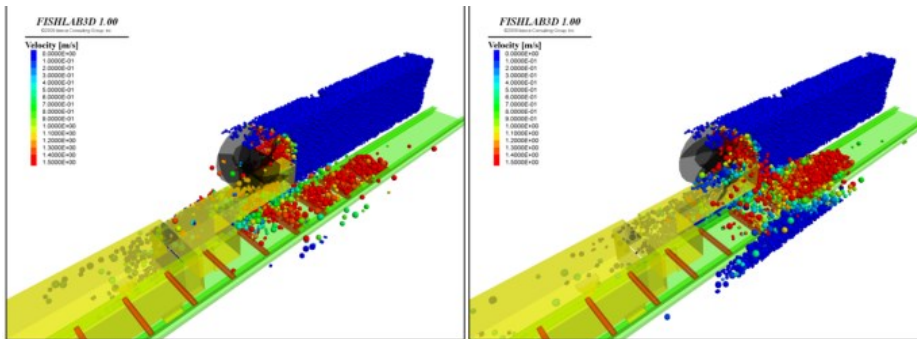 FISHLAB3D 1.00
Velocity [m/s]
0.0000E+00
1.0000E-01
2.0000E-01
3.0000E-01
4.0000E-01
5.0000E-01
6.0000E-01
7.0000E-01
8.0000E-01
9.0000E-01
1.0000E+00
1.1000E+00
1.2000E+00
1.3000E+00
1.4000E+00
1.5000E+00
FISHLAB3D 1.00
Velocity [m/s]
0.0000E+00
1.0000E-01
2.0000E-01
3.0000E-01
4.0000E-01
5.0000E-01
6.0000E-01
7.0000E-01
8.0000E-01
9.0000E-01
1.0000E+00
1.1000E+00
1.2000E+00
1.3000E+00
1.4000E+00
1.5000E+00